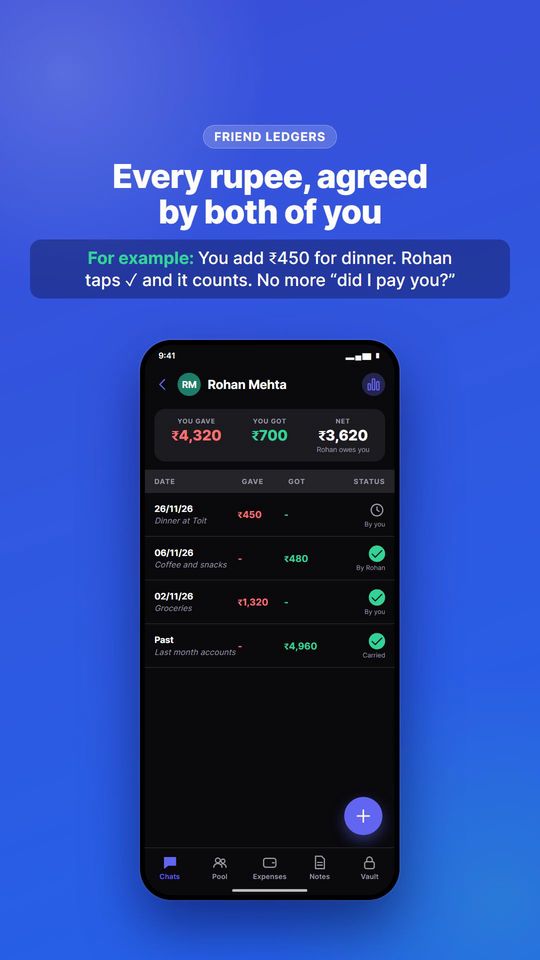 FRIEND LEDGERS
Every rupee, agreed
by both of you
For example: You add ₹450 for dinner. Rohan
taps ✓ and it counts. No more “did I pay you?”
9:41
RM Rohan Mehta
YOU GAVE YOU GOT NET
₹4,320 ₹700 ₹3,620
Rohan owes you
DATE GAVE GOT STATUS
26/11/26 ₹450 -
Dinner at Toit By you
06/11/26 - ₹480
Coffee and snacks By Rohan
02/11/26 ₹1,320 -
Groceries By you
Past - ₹4,960
Last month accounts Carried
Chats Pool Expenses Notes Vault